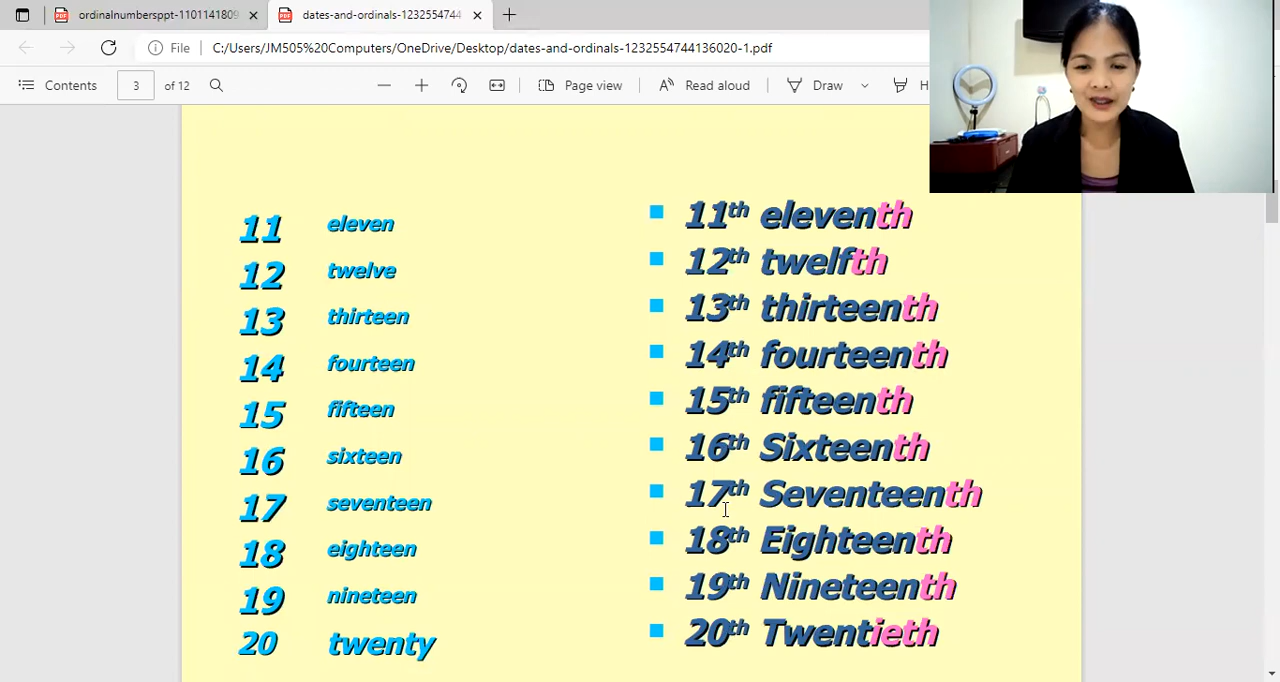 ordinalnumbersppt-1101141809
dates-and-ordinals-1232554744
File
C:/Users/JM505%20Computers/OneDrive/Desktop/dates-and-ordinals-1232554744136020-1.pdf
Contents
3
of 12
Page view
Read aloud
Draw
H
11 eleven
12 twelve
13 thirteen
14 fourteen
15 fifteen
16 sixteen
17 seventeen
18 eighteen
19 nineteen
20 twenty
11th eleventh
12th twelfth
13th thirteenth
14th fourteenth
15th fifteenth
16th Sixteenth
17th Seventeenth
18th Eighteenth
19th Nineteenth
20th Twentieth